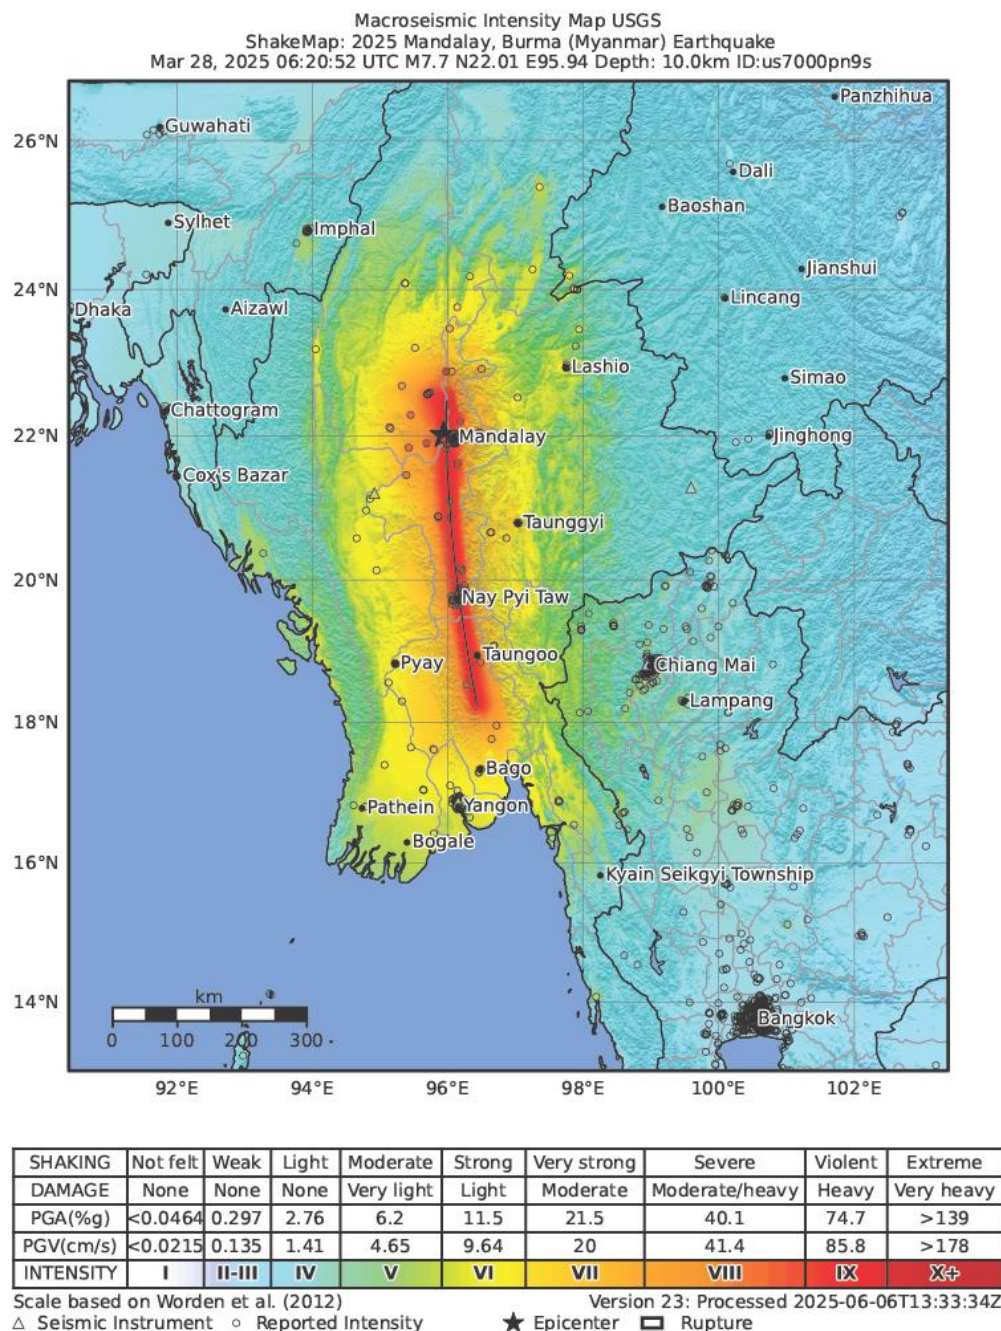 Macroseismic Intensity Map USGS
ShakeMap: 2025 Mandalay, Burma (Myanmar) Earthquake
Mar 28, 2025 06:20:52 UTC M7.7 N22.01 E95.94 Depth: 10.0km ID:us7000pn9s
Panzhihua
Guwahati
26°N
Dali
Baoshan
Sylhet
Imphal
Jianshui
24°N
Lincang
Dhaka
Aizawl
Lashio
Simao
Chattogram
22°N
Mandalay
Jinghong
Cox's Bazar
Taunggyi
20°N
Nay Pyi Taw
Taungoo
Pyay
Chiang Mai
Lampang
18°N
Bago
Pathein
Yangon
Bogale
16°N
Kyain Seikgyi Township
14°N
km
Bangkok
0 100 200 300
92°E 94°E 96°E 98°E 100°E 102°E
SHAKING Not felt Weak Light Moderate Strong Very strong Severe Violent Extreme
DAMAGE None None None Very light Light Moderate Moderate/heavy Heavy Very heavy
PGA(%g) <0.0464 0.297 2.76 6.2 11.5 21.5 40.1 74.7 >139
PGV(cm/s) <0.0215 0.135 1.41 4.65 9.64 20 41.4 85.8 >178
INTENSITY I II-III IV V VI VII VIII IX X+
Scale based on Worden et al. (2012) Version 23: Processed 2025-06-06T13:33:34Z
△ Seismic Instrument ○ Reported Intensity ★ Epicenter Rupture